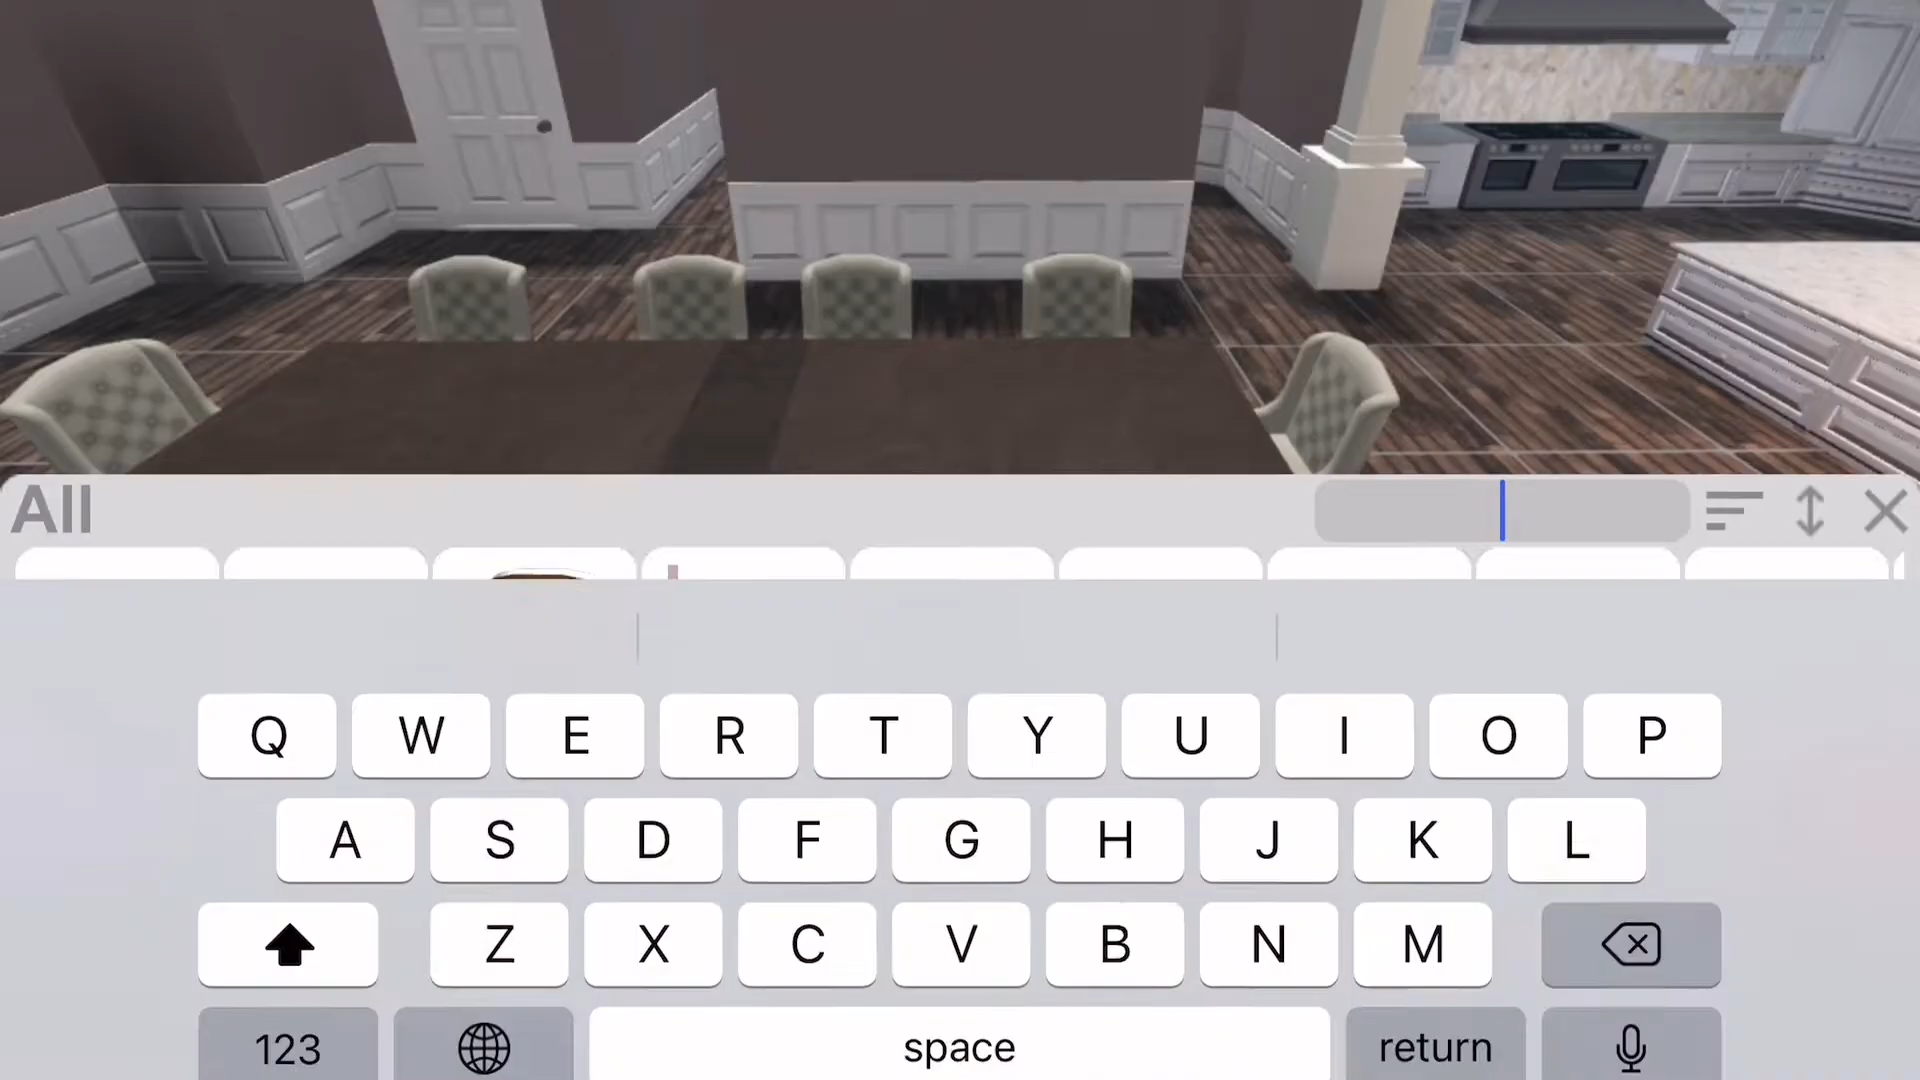 All
Q W E R T Y U I O P
A S D F G H J K L
Z X C V B N M
123 space return